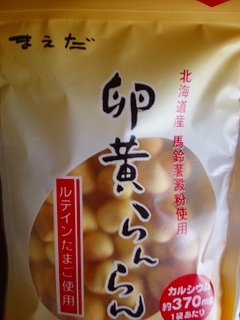 まえだ
北海道産 馬鈴薯澱粉使用
卵黄らんらん
ルテインたまご使用
カルシウム
約370mg
1袋あたり